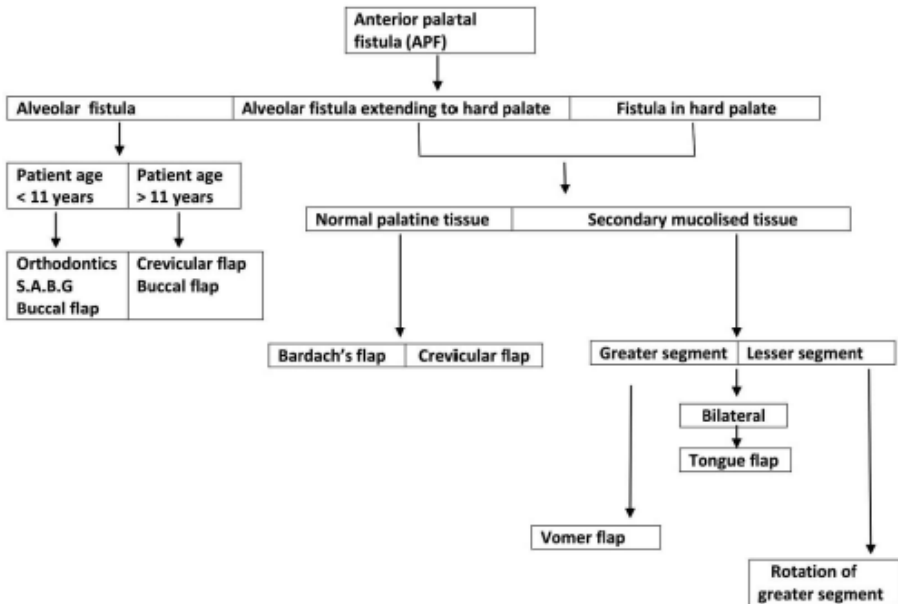 Anterior palatal
fistula (APF)
Alveolar fistula
Alveolar fistula extending to hard palate
Fistula in hard palate
Patient age
< 11 years
Patient age
> 11 years
Normal palatine tissue
Secondary mucolised tissue
Orthodontics
S.A.B.G
Buccal flap
Crevicular flap
Buccal flap
Bardach's flap
Crevicular flap
Greater segment
Lesser segment
Bilateral
Tongue flap
Vomer flap
Rotation of
greater segment